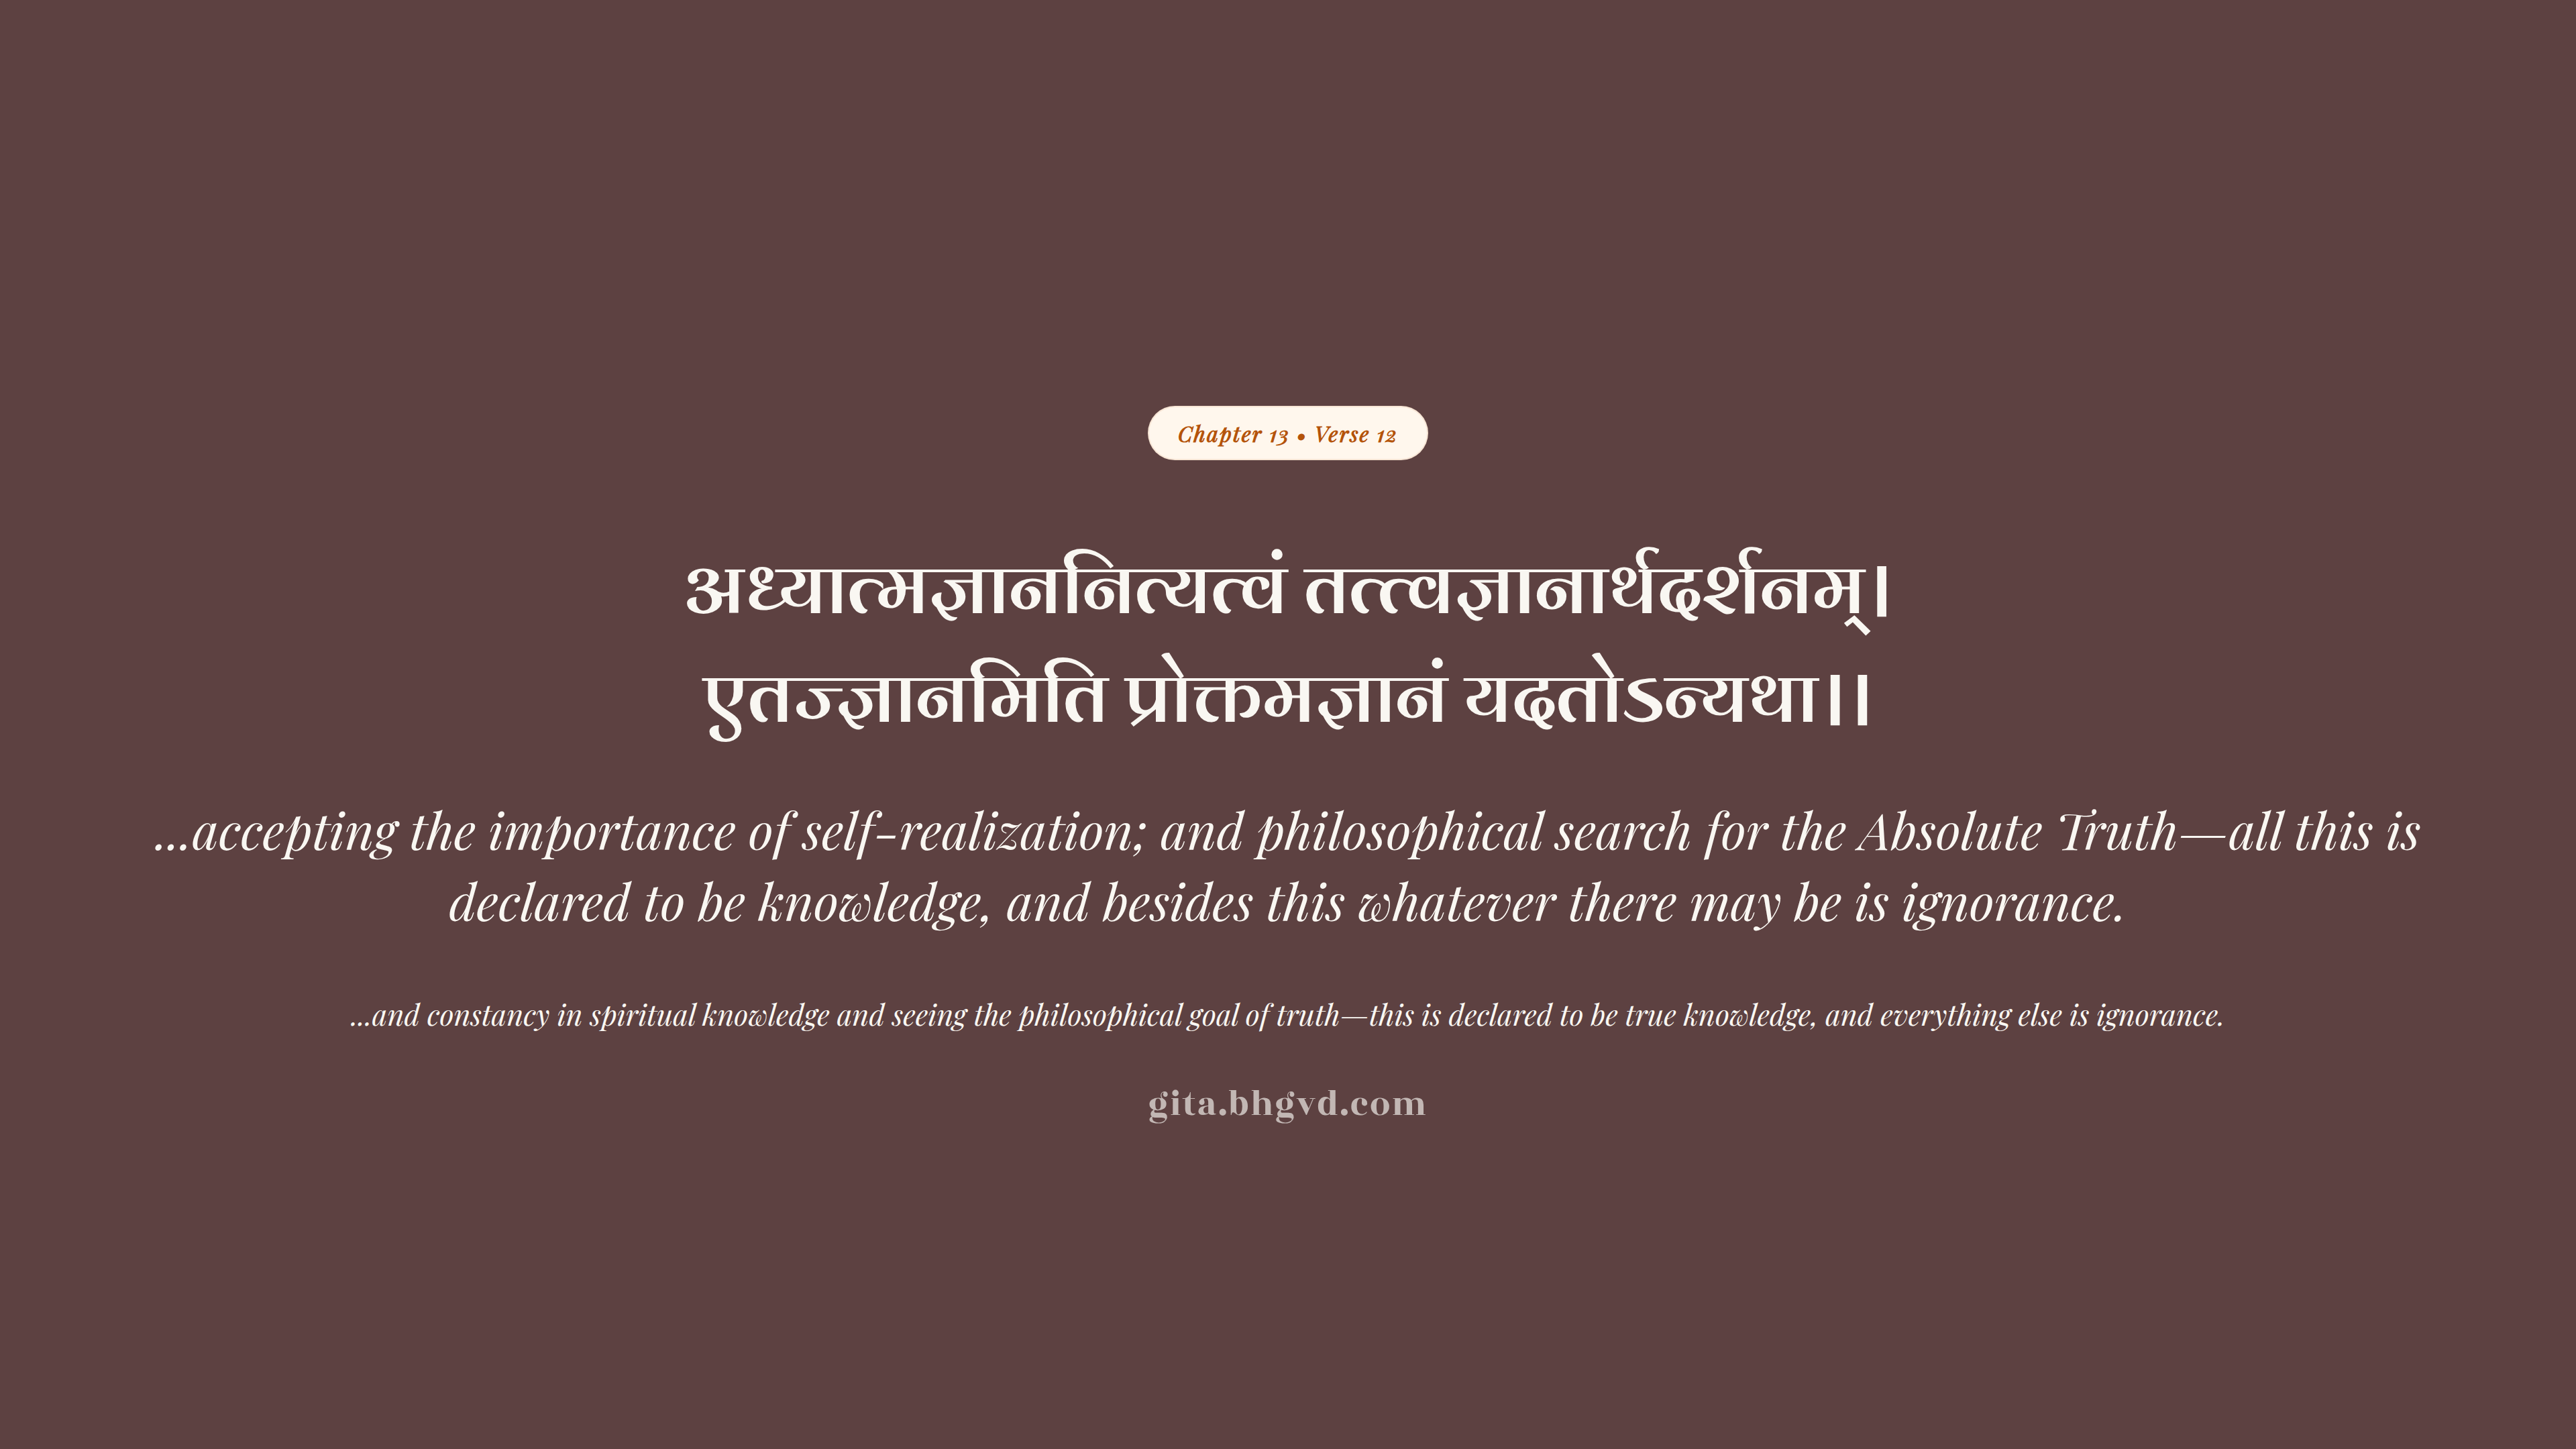 Chapter 13 • Verse 12
अध्यात्मज्ञाननित्यत्वं तत्त्वज्ञानार्थदर्शनम्।
एतज्ज्ञानमिति प्रोक्तमज्ञानं यदतोऽन्यथा।।
...accepting the importance of self-realization; and philosophical search for the Absolute Truth—all this is
declared to be knowledge, and besides this whatever there may be is ignorance.
...and constancy in spiritual knowledge and seeing the philosophical goal of truth—this is declared to be true knowledge, and everything else is ignorance.
gita.bhgvd.com